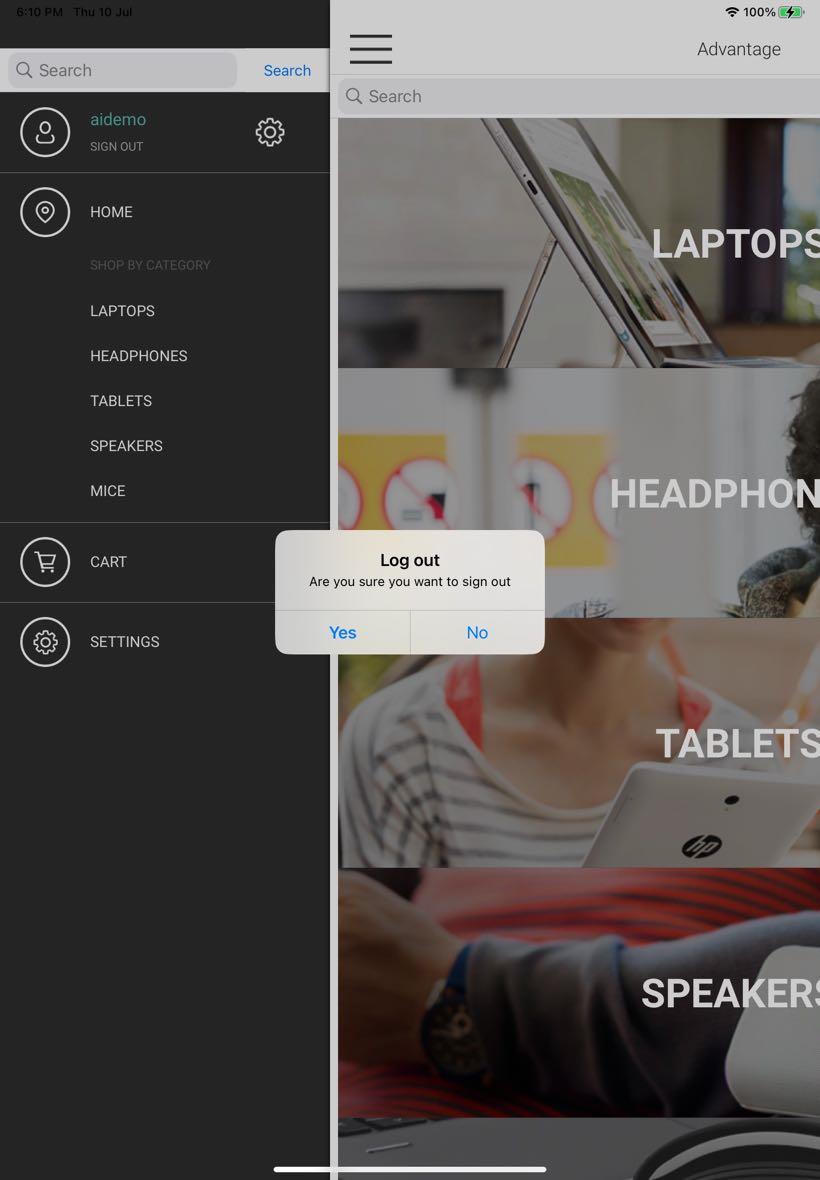 6:10 PM Thu 10 Jul
100%
Search
Search
Advantage
Search
aidemo
SIGN OUT
HOME
SHOP BY CATEGORY
LAPTOPS
HEADPHONES
TABLETS
SPEAKERS
MICE
CART
SETTINGS
LAPTOPS
HEADPHON
Log out
Are you sure you want to sign out
Yes
No
TABLETS
hp
SPEAKERS